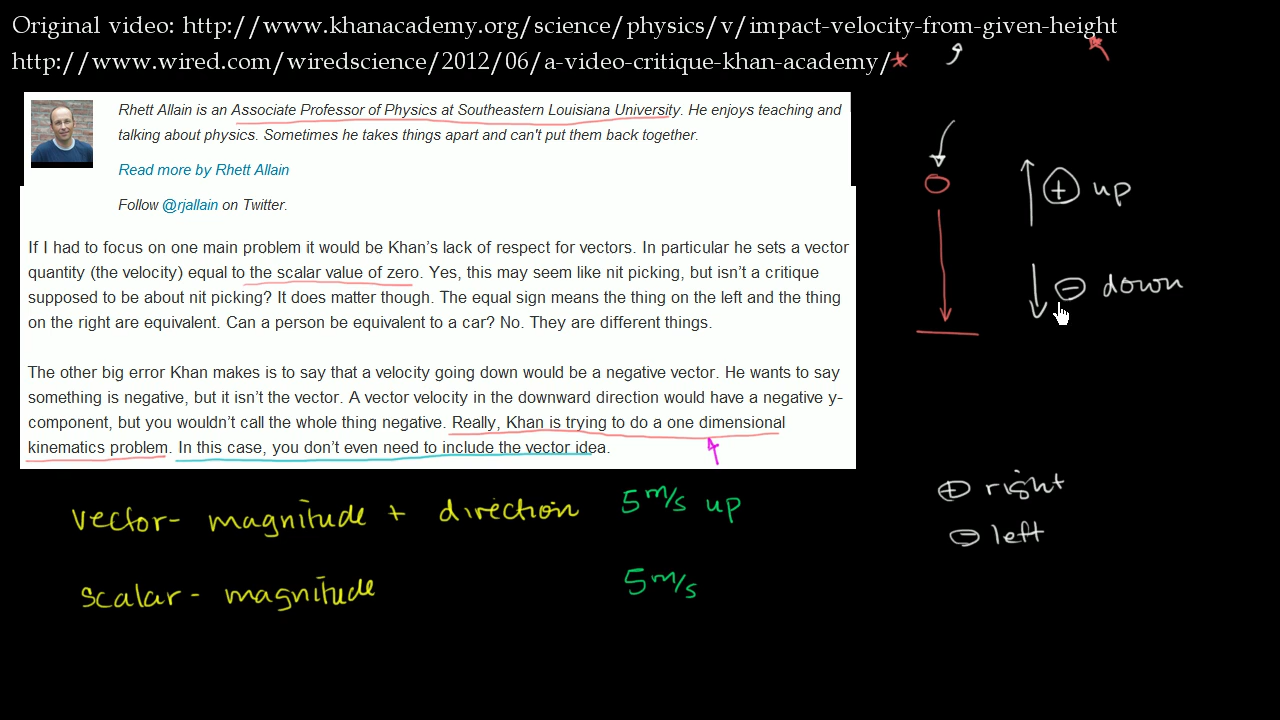 Original video: http://www.khanacademy.org/science/physics/v/impact-velocity-from-given-height
http://www.wired.com/wiredscience/2012/06/a-video-critique-khan-academy/*
Rhett Allain is an Associate Professor of Physics at Southeastern Louisiana University. He enjoys teaching and
talking about physics. Sometimes he takes things apart and can't put them back together.
Read more by Rhett Allain
Follow @rjallain on Twitter.
If I had to focus on one main problem it would be Khan's lack of respect for vectors. In particular he sets a vector
quantity (the velocity) equal to the scalar value of zero. Yes, this may seem like nit picking, but isn't a critique
supposed to be about nit picking? It does matter though. The equal sign means the thing on the left and the thing
on the right are equivalent. Can a person be equivalent to a car? No. They are different things.
The other big error Khan makes is to say that a velocity going down would be a negative vector. He wants to say
something is negative, but it isn't the vector. A vector velocity in the downward direction would have a negative y-
component, but you wouldn't call the whole thing negative. Really, Khan is trying to do a one dimensional
kinematics problem. In this case, you don't even need to include the vector idea.
+ up
- down
vector- magnitude + direction 5 m/s up
scalar - magnitude 5 m/s
+ right
- left